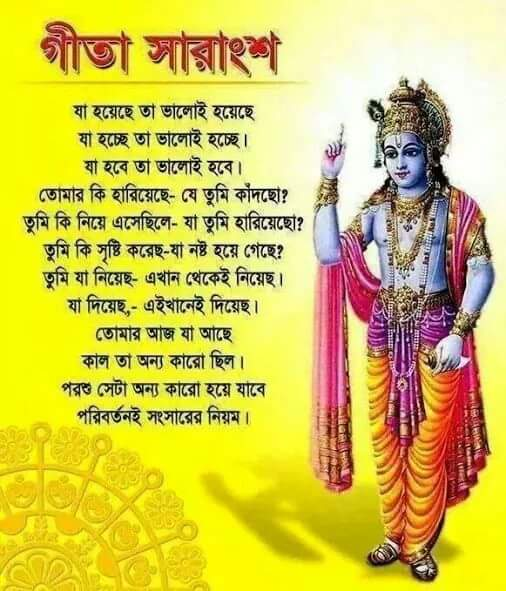 গীতা সারাংশ
যা হয়েছে তা ভালোই হয়েছে
যা হচ্ছে তা ভালোই হচ্ছে।
যা হবে তা ভালোই হবে।
তোমার কি হারিয়েছে- যে তুমি কাঁদছো?
তুমি কি নিয়ে এসেছিলে- যা তুমি হারিয়েছো?
তুমি কি সৃষ্টি করেছ-যা নষ্ট হয়ে গেছে?
তুমি যা নিয়েছ- এখান থেকেই নিয়েছ।
যা দিয়েছ,- এইখানেই দিয়েছ।
তোমার আজ যা আছে
কাল তা অন্য কারো ছিল।
পরশু সেটা অন্য কারো হয়ে যাবে
পরিবর্তনই সংসারের নিয়ম।